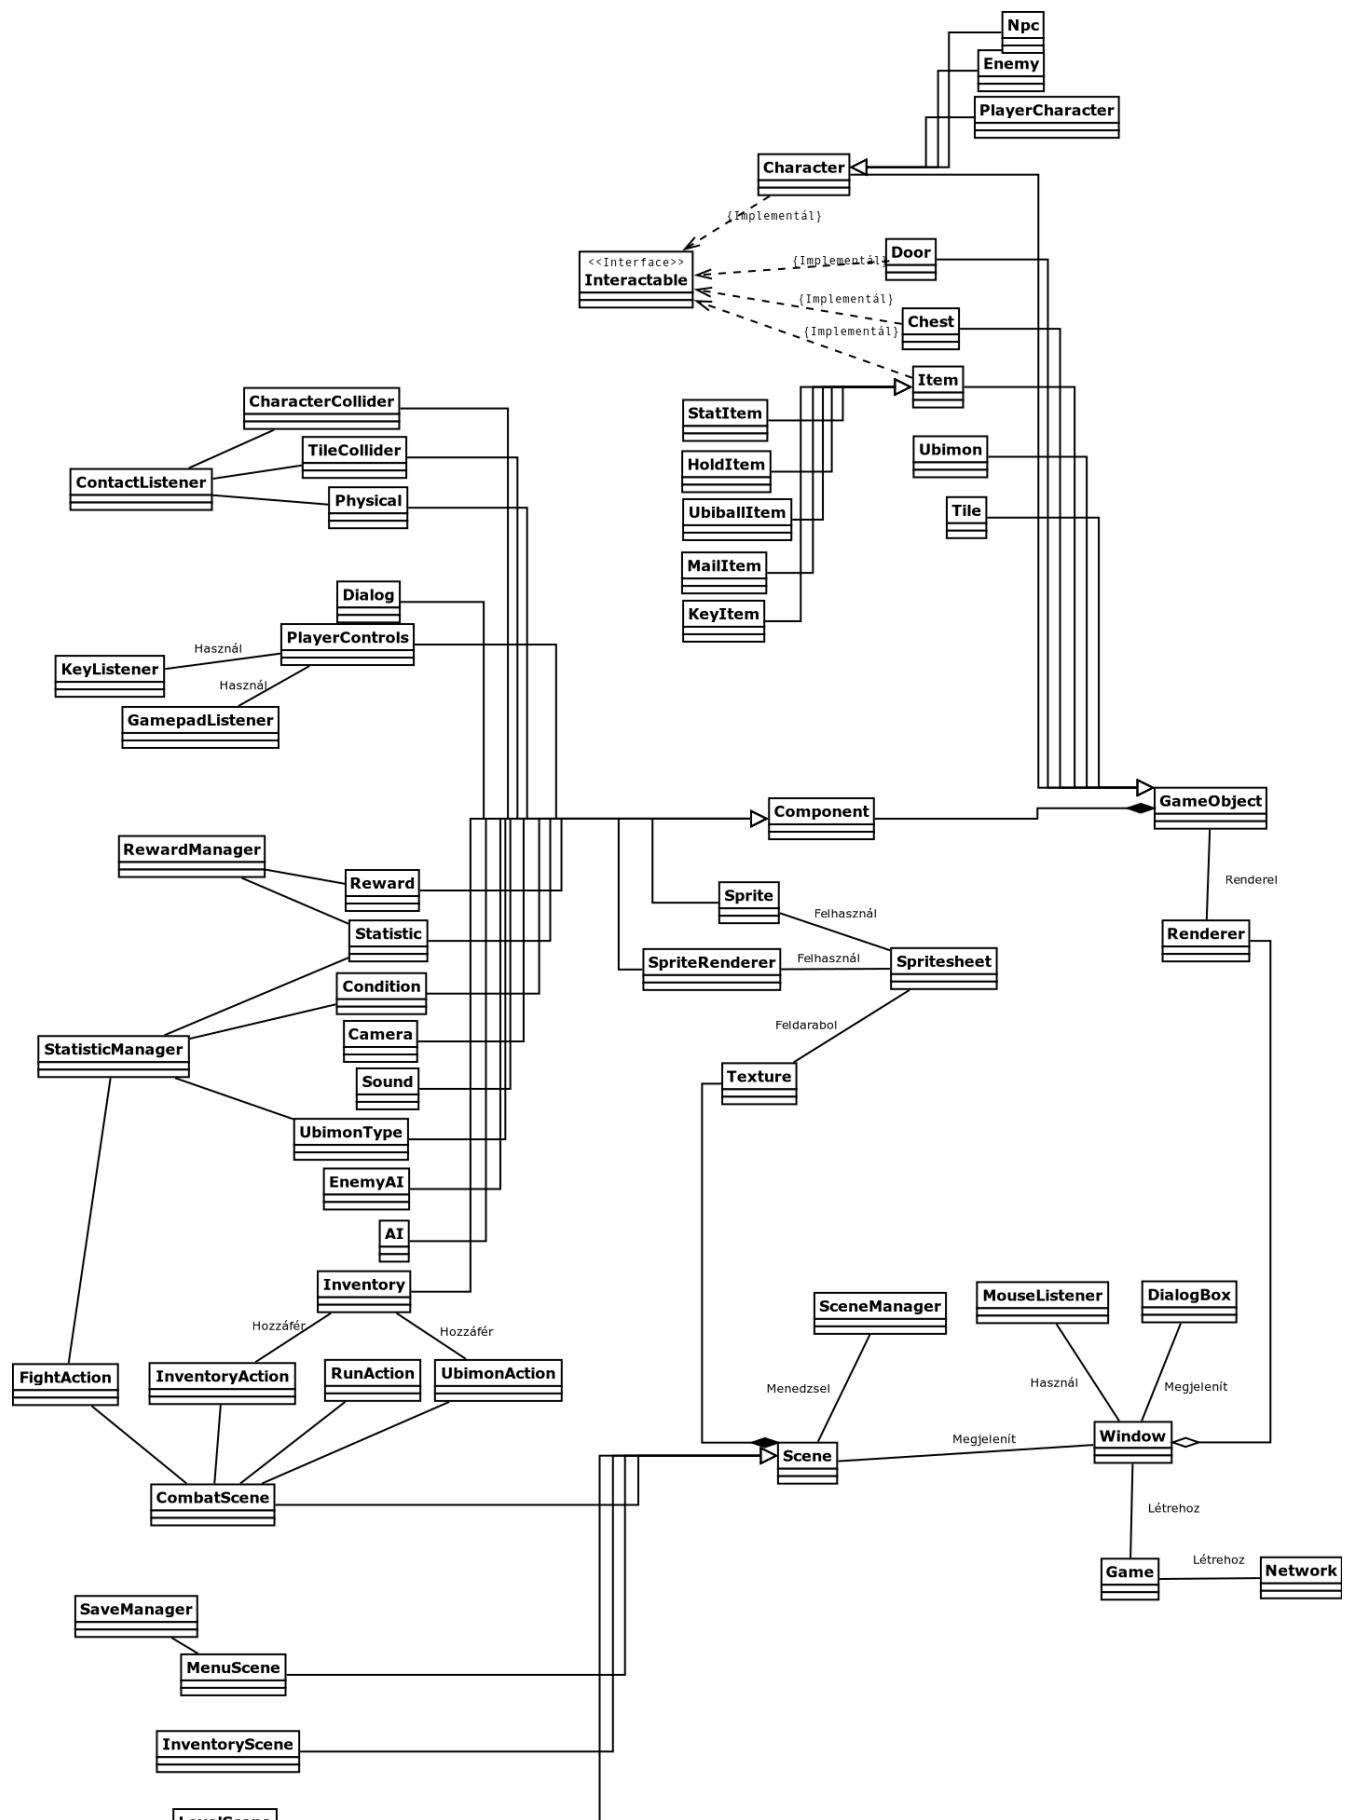 Npc
Enemy
PlayerCharacter
Character
{Implementál}
<<Interface>>
Interactable
{Implementál}
Door
{Implementál}
Chest
{Implementál}
Item
CharacterCollider
StatItem
TileCollider
Ubimon
HoldItem
ContactListener
Physical
UbiballItem
Tile
MailItem
Dialog
KeyItem
PlayerControls
Használ
KeyListener
Használ
GamepadListener
Component
GameObject
RewardManager
Reward
Renderel
Sprite
Felhasznál
Statistic
Renderer
SpriteRenderer
Felhasznál
Spritesheet
Condition
Camera
Feldarabol
StatisticManager
Texture
Sound
UbimonType
EnemyAI
AI
Inventory
MouseListener
DialogBox
SceneManager
Hozzáfér
Hozzáfér
FightAction
InventoryAction
RunAction
UbimonAction
Menedzsel
Használ
Megjelenít
Megjelenít
Window
Scene
CombatScene
Létrehoz
Létrehoz
Game
Network
SaveManager
MenuScene
InventoryScene
LevelScene